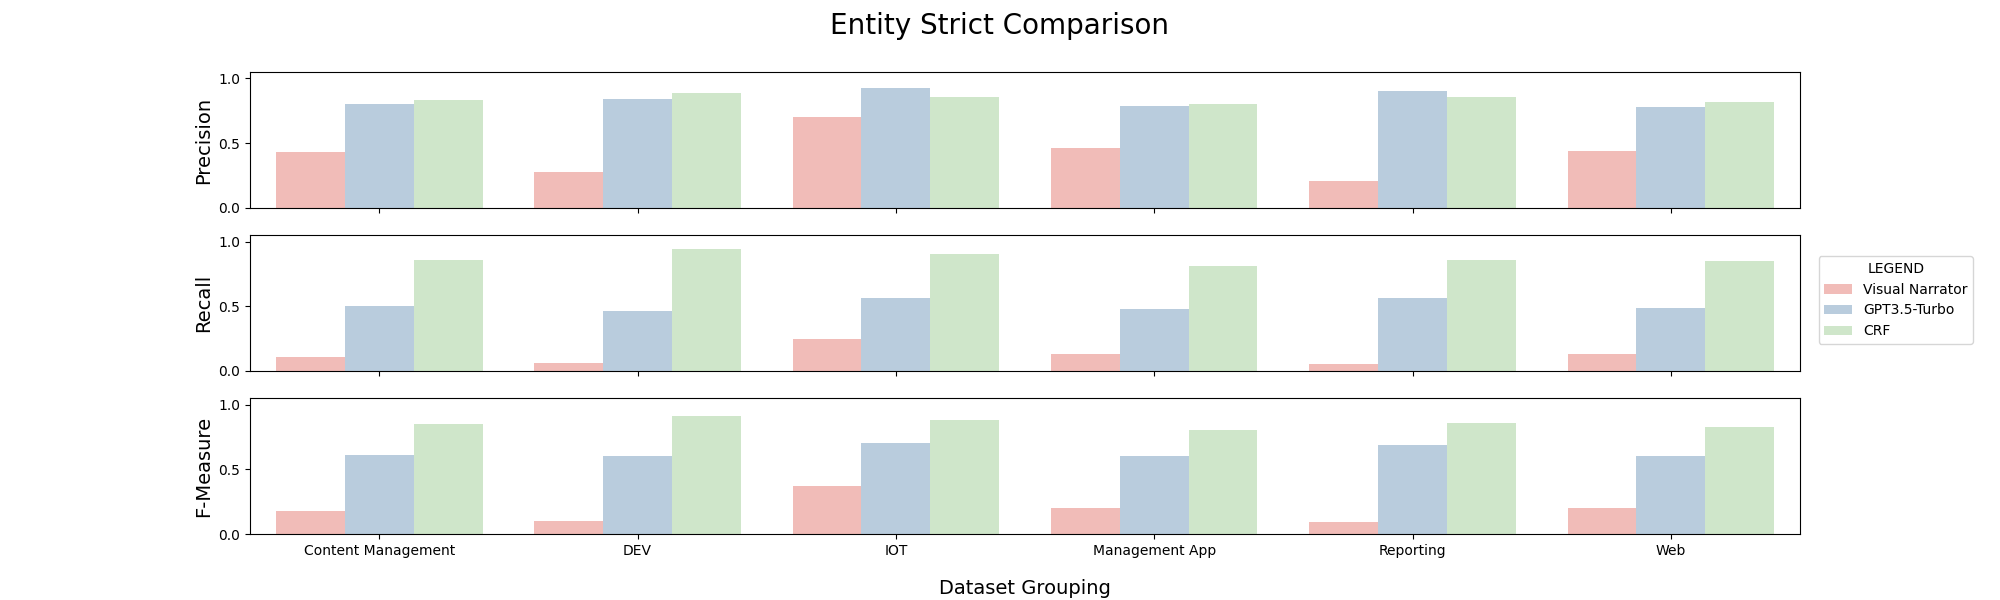 Entity Strict Comparison
Precision
1.0
0.5
0.0
Recall
1.0
0.5
0.0
F-Measure
1.0
0.5
0.0
Content Management DEV IOT Management App Reporting Web
Dataset Grouping
LEGEND
Visual Narrator
GPT3.5-Turbo
CRF